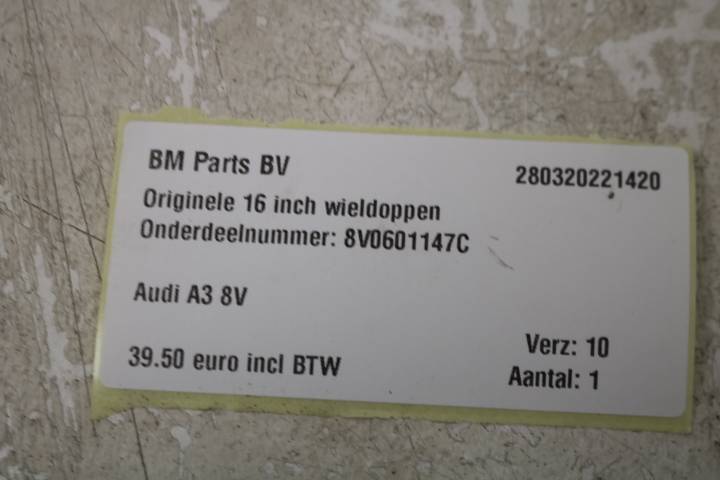 BM Parts BV
280320221420
Originele 16 inch wieldoppen
Onderdeelnummer: 8V0601147C
Audi A3 8V
Verz: 10
39.50 euro incl BTW
Aantal: 1